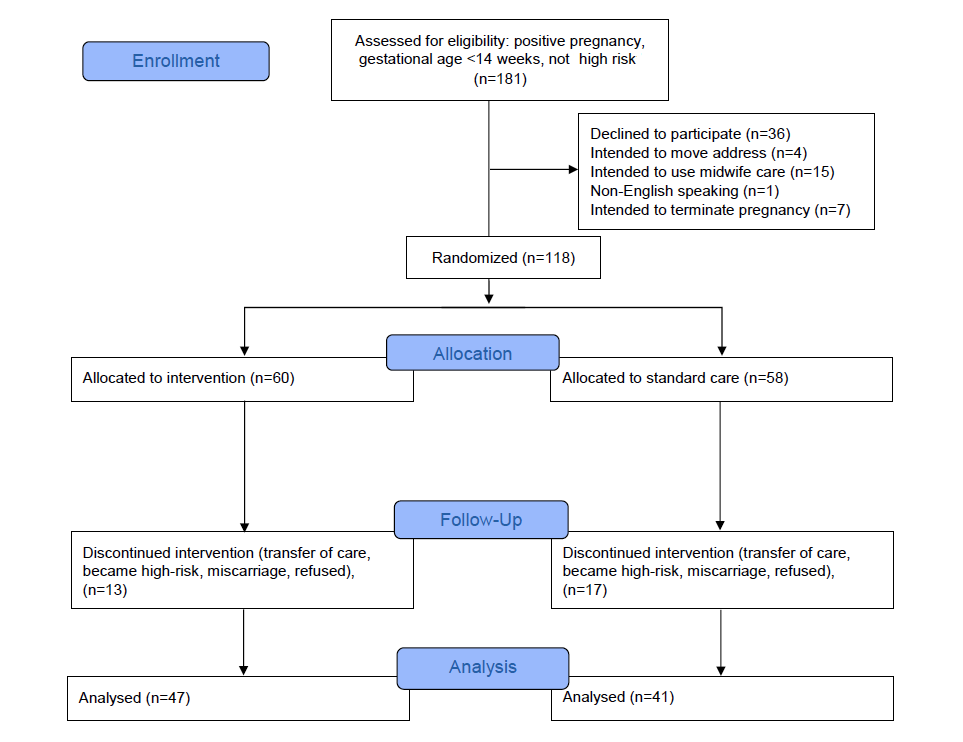 Enrollment
Assessed for eligibility: positive pregnancy,
gestational age <14 weeks, not high risk
(n=181)
Declined to participate (n=36)
Intended to move address (n=4)
Intended to use midwife care (n=15)
Non-English speaking (n=1)
Intended to terminate pregnancy (n=7)
Randomized (n=118)
Allocation
Allocated to intervention (n=60)
Allocated to standard care (n=58)
Follow-Up
Discontinued intervention (transfer of care,
became high-risk, miscarriage, refused),
(n=13)
Discontinued intervention (transfer of care,
became high-risk, miscarriage, refused),
(n=17)
Analysis
Analysed (n=47)
Analysed (n=41)